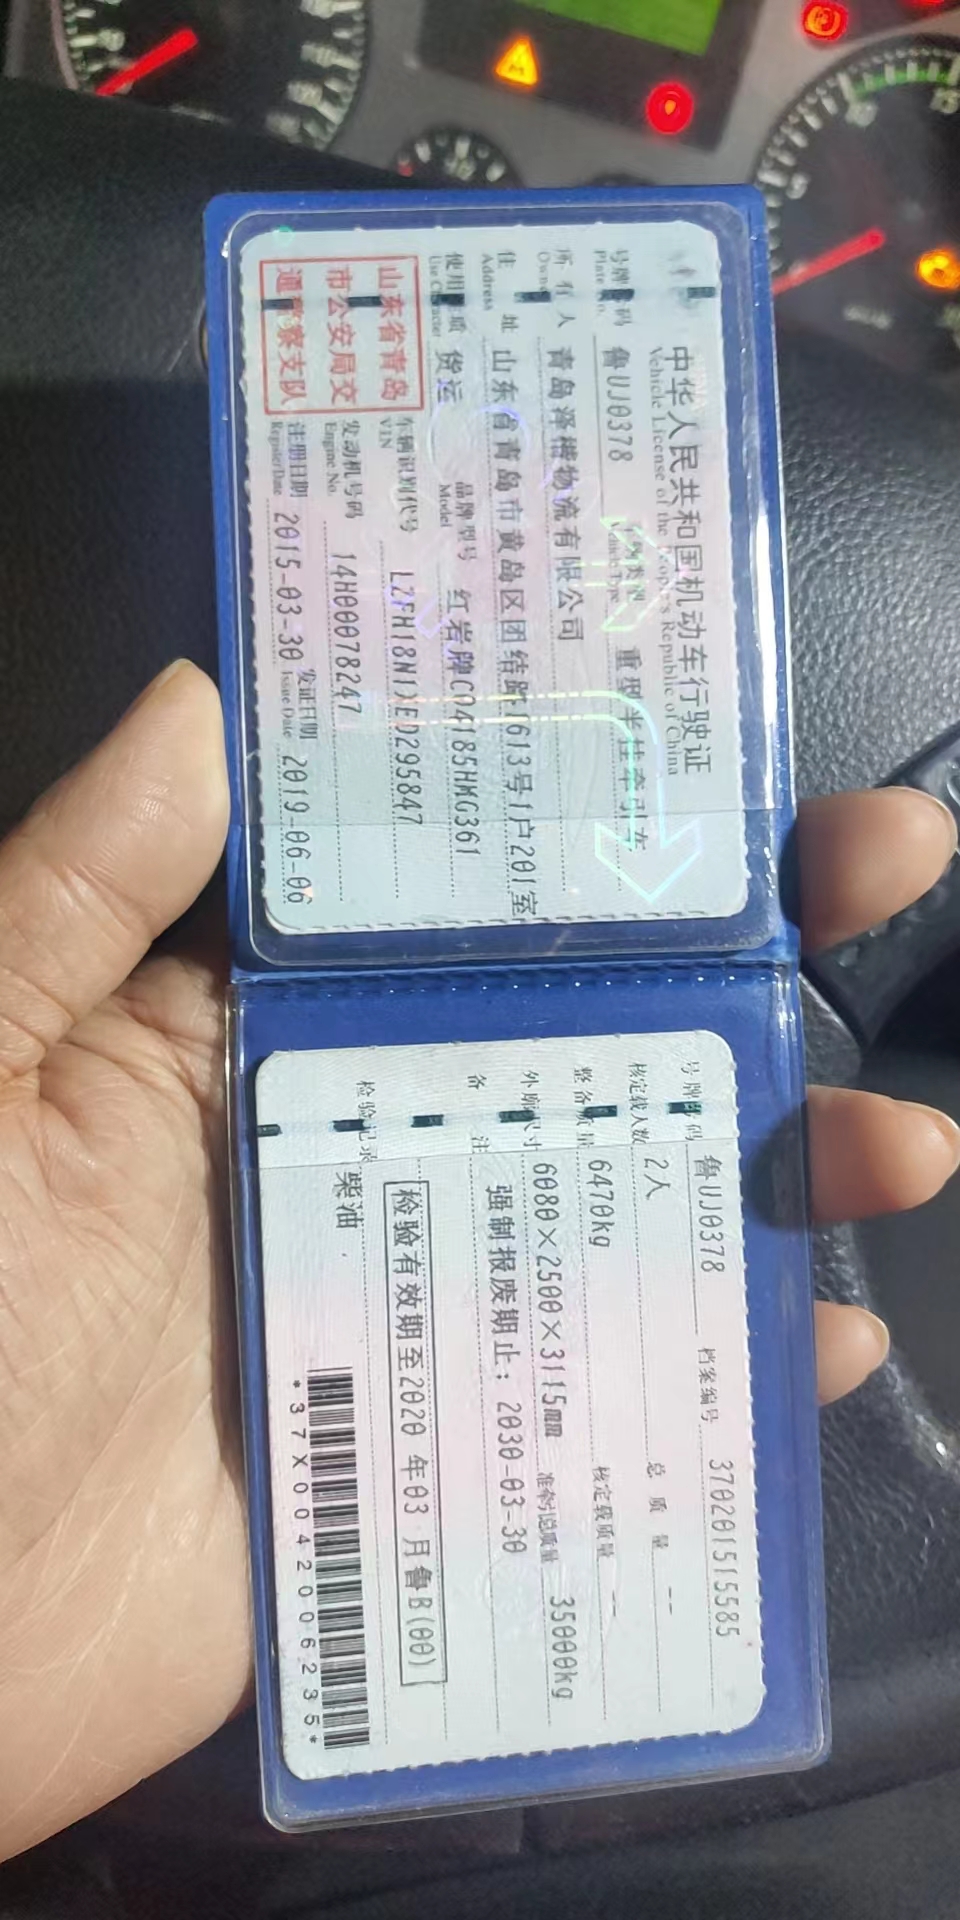 中华人民共和国机动车行驶证
Vehicle License of the People's Republic of China
号牌号码 鲁UJ0378 车辆类型 重型半挂牵引车
Plate No. Vehicle Type
所有人 青岛泽楷物流有限公司
Owner
住址 山东省青岛市黄岛区团结路1613号1户201室
Address
使用性质 货运 品牌型号 红岩牌CQ4185HMG361
Use Character Model
山东省青岛
市公安局交
通警察支队
车辆识别代号 LZFH18N1XED295847
VIN
发动机号码 14H00078247
Engine No.
注册日期 2015-03-30 发证日期 2019-06-06
Register Date Issue Date
号牌号码 鲁UJ0378 档案编号 370201515585
核定载人数 2人 总质量 --
整备质量 6470kg 核定载质量 --
外廓尺寸 6080×2500×3115mm 准牵引总质量 35000kg
备注 强制报废期止：2030-03-30
检验有效期至2020 年03 月鲁B(00)
检验记录 柴油
*37X0042006235*